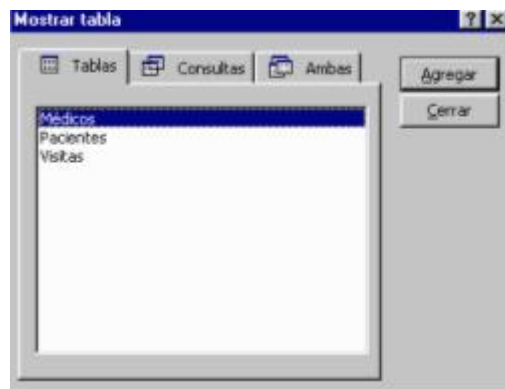 Mostrar tabla
Tablas Consultas Ambas
Agregar
Cerrar
Médicos
Pacientes
Visitas